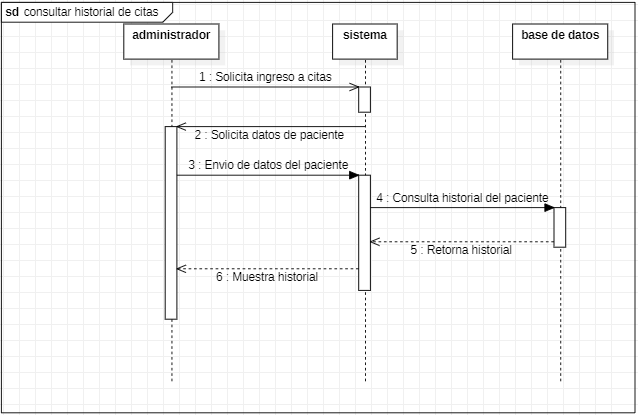 sd consultar historial de citas
administrador
sistema
base de datos
1 : Solicita ingreso a citas
2 : Solicita datos de paciente
3 : Envio de datos del paciente
4 : Consulta historial del paciente
5 : Retorna historial
6 : Muestra historial